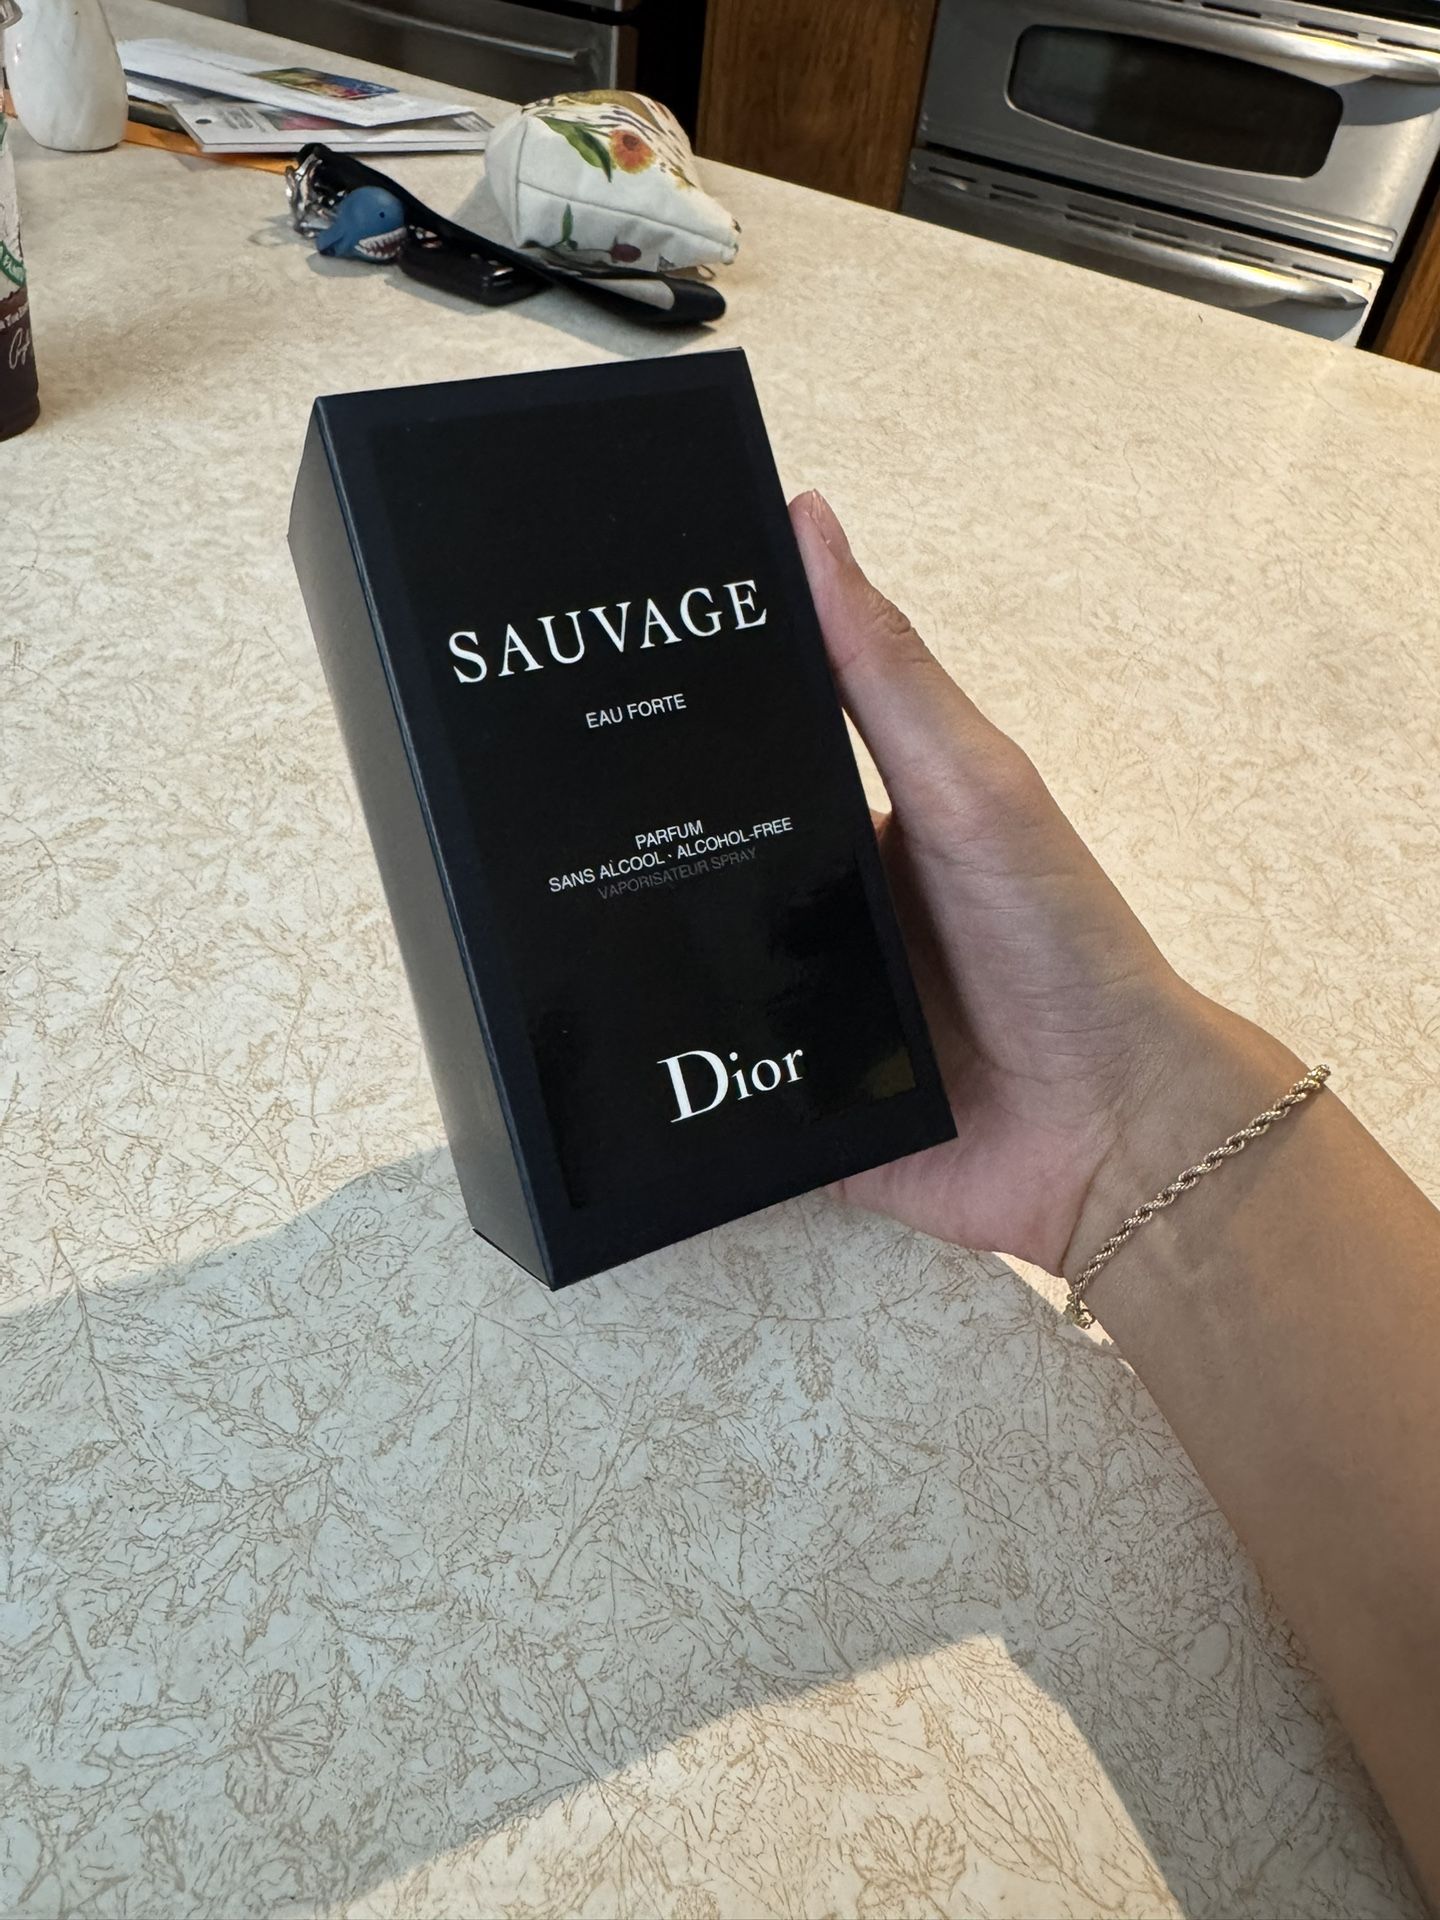 SAUVAGE
EAU FORTE
PARFUM
SANS ALCOOL · ALCOHOL-FREE
VAPORISATEUR SPRAY
Dior